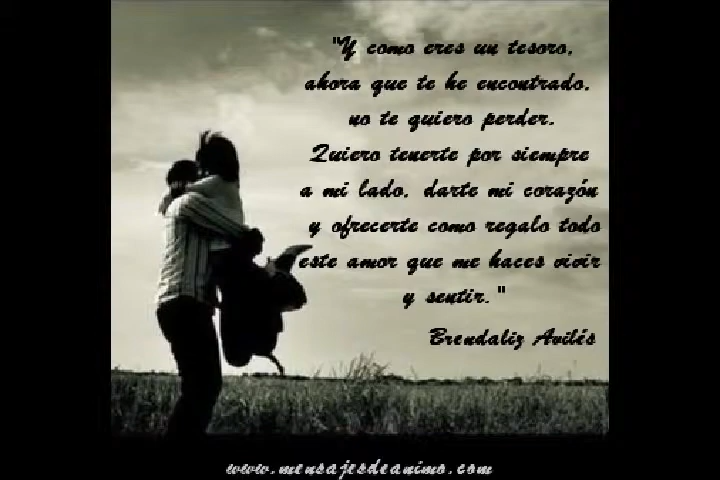 "Y como eres un tesoro,
ahora que te he encontrado,
no te quiero perder.
Quiero tenerte por siempre
a mi lado, darte mi corazón
y ofrecerte como regalo todo
este amor que me haces vivir
y sentir."
Brendaliz Avilés
www.mensajesdeanimo.com